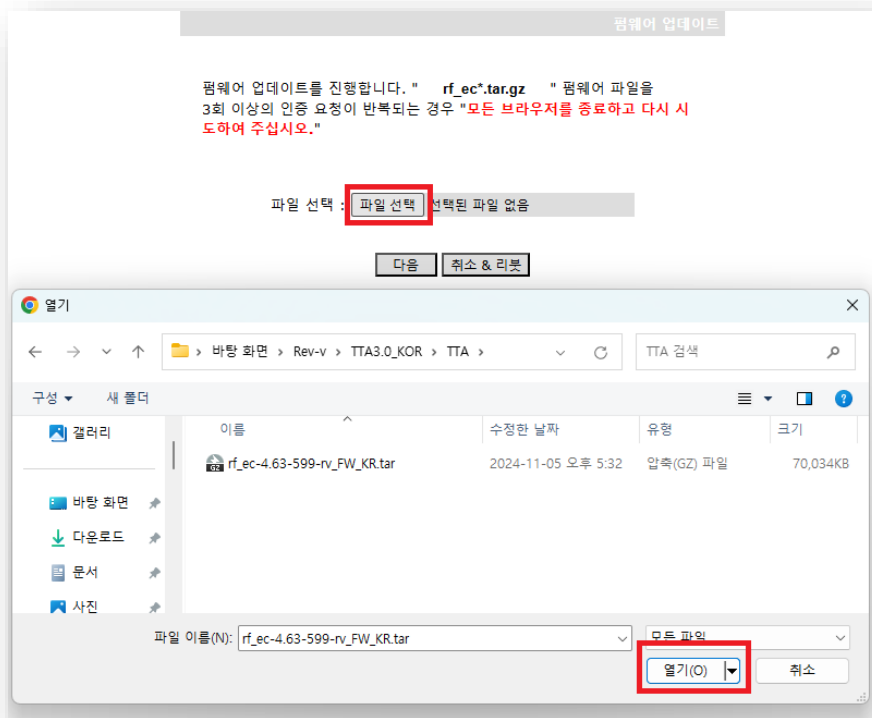 펌웨어 업데이트
펌웨어 업데이트를 진행합니다. " rf_ec*.tar.gz " 펌웨어 파일을
3회 이상의 인증 요청이 반복되는 경우 "모든 브라우저를 종료하고 다시 시
도하여 주십시오."
파일 선택 : 파일 선택 선택된 파일 없음
다음 취소 & 리붓
열기
바탕 화면 > Rev-v > TTA3.0_KOR > TTA > TTA 검색
구성 새 폴더
갤러리 이름 수정한 날짜 유형 크기
GZ rf_ec-4.63-599-rv_FW_KR.tar 2024-11-05 오후 5:32 압축(GZ) 파일 70,034KB
바탕 화면
다운로드
문서
사진
파일 이름(N): rf_ec-4.63-599-rv_FW_KR.tar 모든 파일
열기(O) 취소